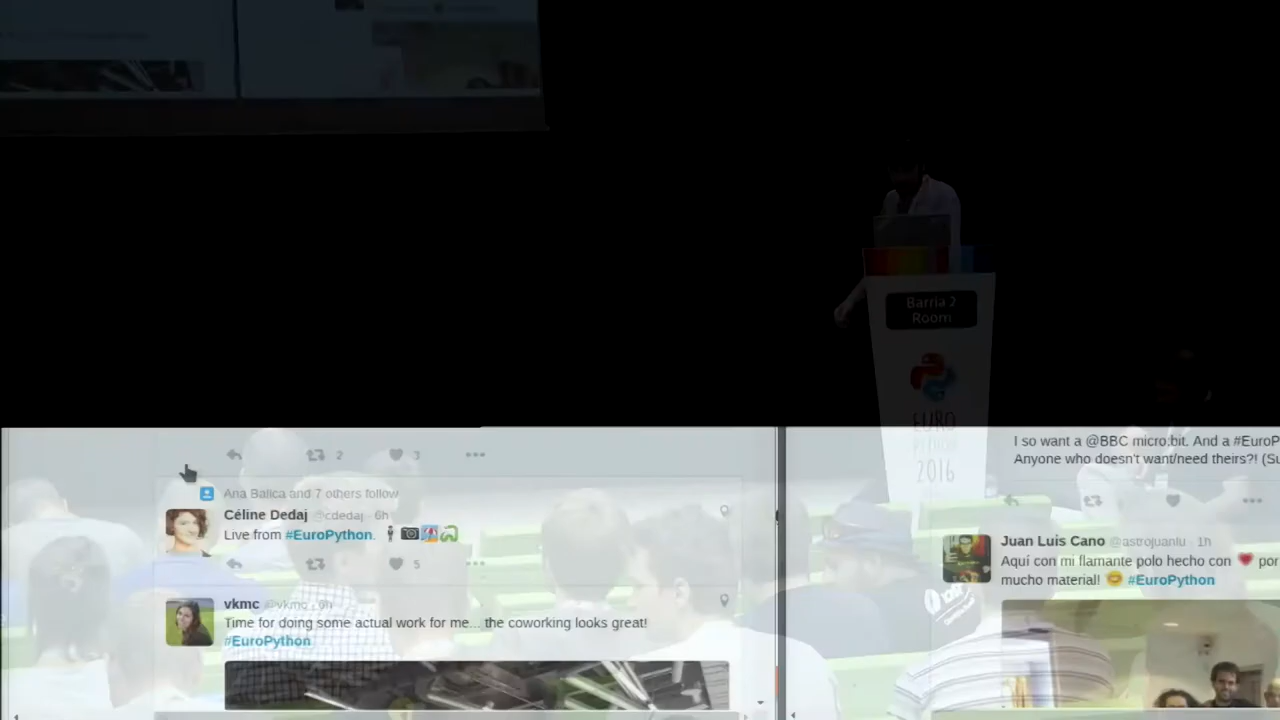 Barria 2
Room
EURO
PYTHON
2016
2
3
Ana Balica and 7 others follow
Céline Dedaj @cdedaj · 6h
Live from #EuroPython.
5
vkmc @vkmc · 6h
Time for doing some actual work for me... the coworking looks great!
#EuroPython
I so want a @BBC micro:bit. And a #EuroP
Anyone who doesn't want/need theirs?! (Su
Juan Luis Cano @astrojuanlu · 1h
Aquí con mi flamante polo hecho con ❤ por
mucho material! #EuroPython